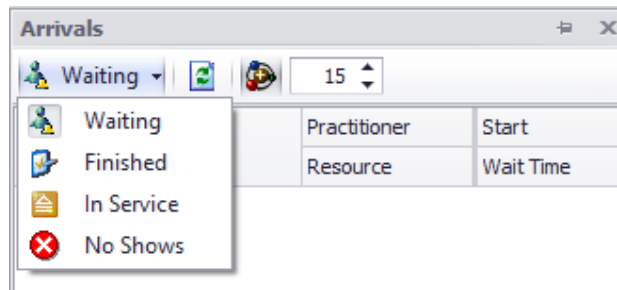 Arrivals
Waiting 15
Waiting
Practitioner Start
Finished
Resource Wait Time
In Service
No Shows